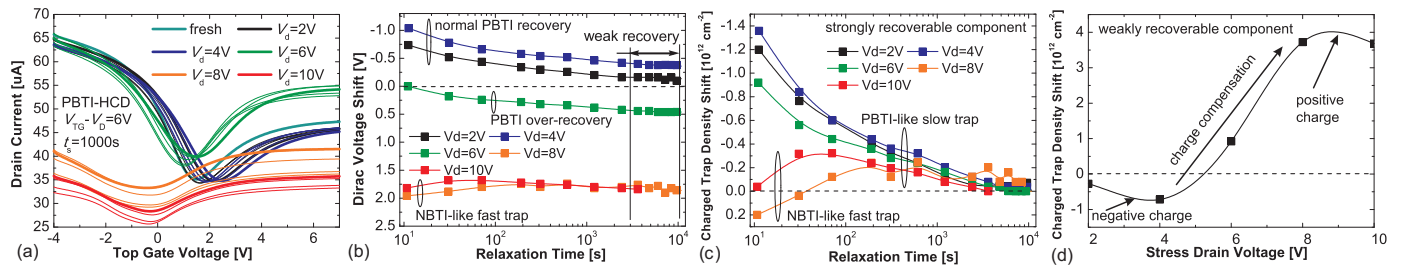 70
65
60
55
50
45
40
35
30
25
Drain Current [uA]
fresh
Vd=2V
Vd=4V
Vd=6V
Vd=8V
Vd=10V
PBTI-HCD
VTG-VD=6V
ts=1000s
-4 -2 0 2 4 6
Top Gate Voltage [V]
(a)
-1.5
-1.0
-0.5
0.0
0.5
1.0
1.5
2.0
2.5
Dirac Voltage Shift [V]
normal PBTI recovery
weak recovery
PBTI over-recovery
Vd=2V
Vd=4V
Vd=6V
Vd=8V
Vd=10V
NBTI-like fast trap
10^1 10^2 10^3 10^4
Relaxation Time [s]
(b)
-1.4
-1.2
-1.0
-0.8
-0.6
-0.4
-0.2
0.0
0.2
Charged Trap Density Shift [10^12 cm^-2]
strongly recoverable component
Vd=2V
Vd=4V
Vd=6V
Vd=8V
Vd=10V
PBTI-like slow trap
NBTI-like fast trap
10^1 10^2 10^3 10^4
Relaxation Time [s]
(c)
4
3
2
1
0
-1
Charged Trap Density Shift [10^12 cm^-2]
weakly recoverable component
charge compensation
positive
charge
negative charge
2 4 6 8 10
Stress Drain Voltage [V]
(d)